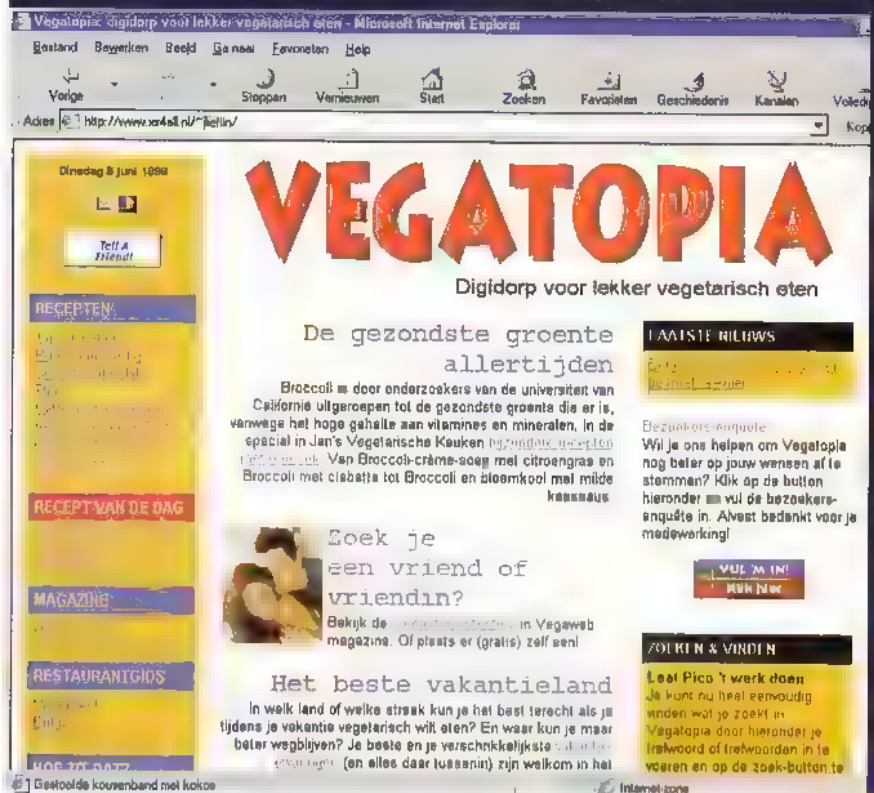 Vegatopia: digidorp voor lekker vegetarisch eten - Microsoft Internet Explorer
Bestand Bewerken Beeld Ga naar Favorieten Help
Vorige Stoppen Vernieuwen Start Zoeken Favorieten Geschiedenis Kanalen
Adres http://www.xs4all.nl/
Dinsdag 8 juni
Tell A
Friend!
RECEPTEN
RECEPT VAN DE DAG
MAGAZINE
RESTAURANTGIDS
HOE ZIT DAT?
VEGATOPIA
Digidorp voor lekker vegetarisch eten
De gezondste groente
allertijden
Broccoli is door onderzoekers van de universiteit van
Californië uitgeroepen tot de gezondste groente die er is,
vanwege het hoge gehalte aan vitamines en mineralen. In de
special in Jan's Vegetarische Keuken bijzondere recepten
Van Broccoli-crème-soep met citroengras en
Broccoli met ciabatta tot Broccoli en bloemkool met milde
kaassaus.
Zoek je
een vriend of
vriendin?
Bekijk de in Vegaweb
magazine. Of plaats er (gratis) zelf een!
Het beste vakantieland
In welk land of welke streek kun je het best terecht als je
tijdens je vakantie vegetarisch wilt eten? En waar kun je maar
beter wegblijven? Je beste en je verschrikkelijkste
(en alles daar tussenin) zijn welkom in het
LAATSTE NIEUWS
Bezoekers-enquête
Wil je ons helpen om Vegatopia
nog beter op jouw wensen af te
stemmen? Klik op de button
hieronder en vul de bezoekers-
enquête in. Alvast bedankt voor je
medewerking!
VUL 'M IN!
Klik hier
ZOEKEN & VINDEN
Laat Pico 't werk doen
Je kunt nu heel eenvoudig
vinden wat je zoekt in
Vegatopia door hieronder je
trefwoord of trefwoorden in te
voeren en op de zoek-button te
Gestoofde kousenband met kokos
Internet-zone